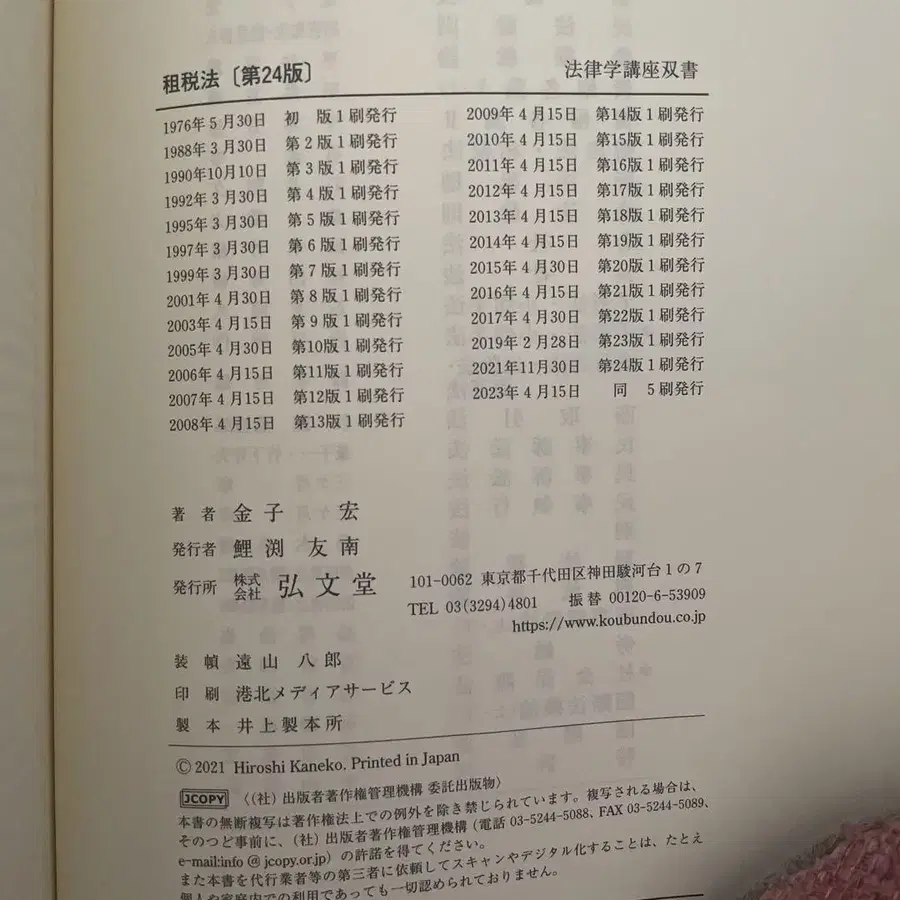 租税法〔第24版〕 法律学講座双書
1976年5月30日 初 版1刷発行
1988年3月30日 第2版1刷発行
1990年10月10日 第3版1刷発行
1992年3月30日 第4版1刷発行
1995年3月30日 第5版1刷発行
1997年3月30日 第6版1刷発行
1999年3月30日 第7版1刷発行
2001年4月30日 第8版1刷発行
2003年4月15日 第9版1刷発行
2005年4月30日 第10版1刷発行
2006年4月15日 第11版1刷発行
2007年4月15日 第12版1刷発行
2008年4月15日 第13版1刷発行
2009年4月15日 第14版1刷発行
2010年4月15日 第15版1刷発行
2011年4月15日 第16版1刷発行
2012年4月15日 第17版1刷発行
2013年4月15日 第18版1刷発行
2014年4月15日 第19版1刷発行
2015年4月30日 第20版1刷発行
2016年4月15日 第21版1刷発行
2017年4月30日 第22版1刷発行
2019年2月28日 第23版1刷発行
2021年11月30日 第24版1刷発行
2023年4月15日 同 5刷発行
著 者 金子 宏
発行者 鯉渕 友南
発行所 株式会社 弘文堂 101-0062 東京都千代田区神田駿河台1の7
TEL 03(3294)4801 振替 00120-6-53909
https://www.koubundou.co.jp
装 幀 遠山 八郎
印 刷 港北メディアサービス
製 本 井上製本所
© 2021 Hiroshi Kaneko. Printed in Japan
JCOPY 〈(社)出版者著作権管理機構 委託出版物〉
本書の無断複写は著作権法上での例外を除き禁じられています。複写される場合は、
そのつど事前に、(社)出版者著作権管理機構(電話 03-5244-5088、FAX 03-5244-5089、
e-mail:info@jcopy.or.jp)の許諾を得てください。
また本書を代行業者等の第三者に依頼してスキャンやデジタル化することは、たとえ
個人や家庭内での利用であっても一切認められておりません。